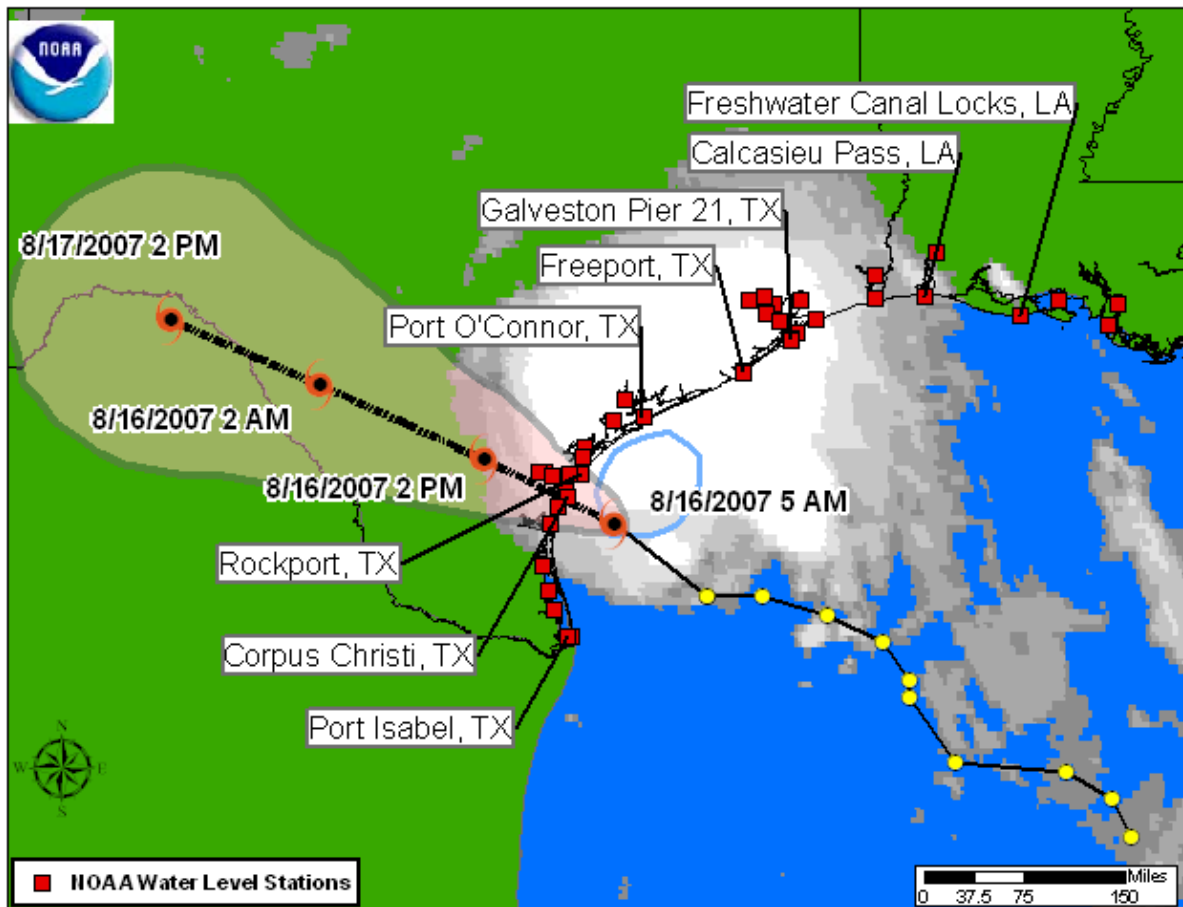 NOAA
Freshwater Canal Locks, LA
Calcasieu Pass, LA
Galveston Pier 21, TX
8/17/2007 2 PM
Freeport, TX
Port O'Connor, TX
8/16/2007 2 AM
8/16/2007 2 PM
8/16/2007 5 AM
Rockport, TX
Corpus Christi, TX
Port Isabel, TX
N
W E
S
NOAA Water Level Stations
Miles
0 37.5 75 150